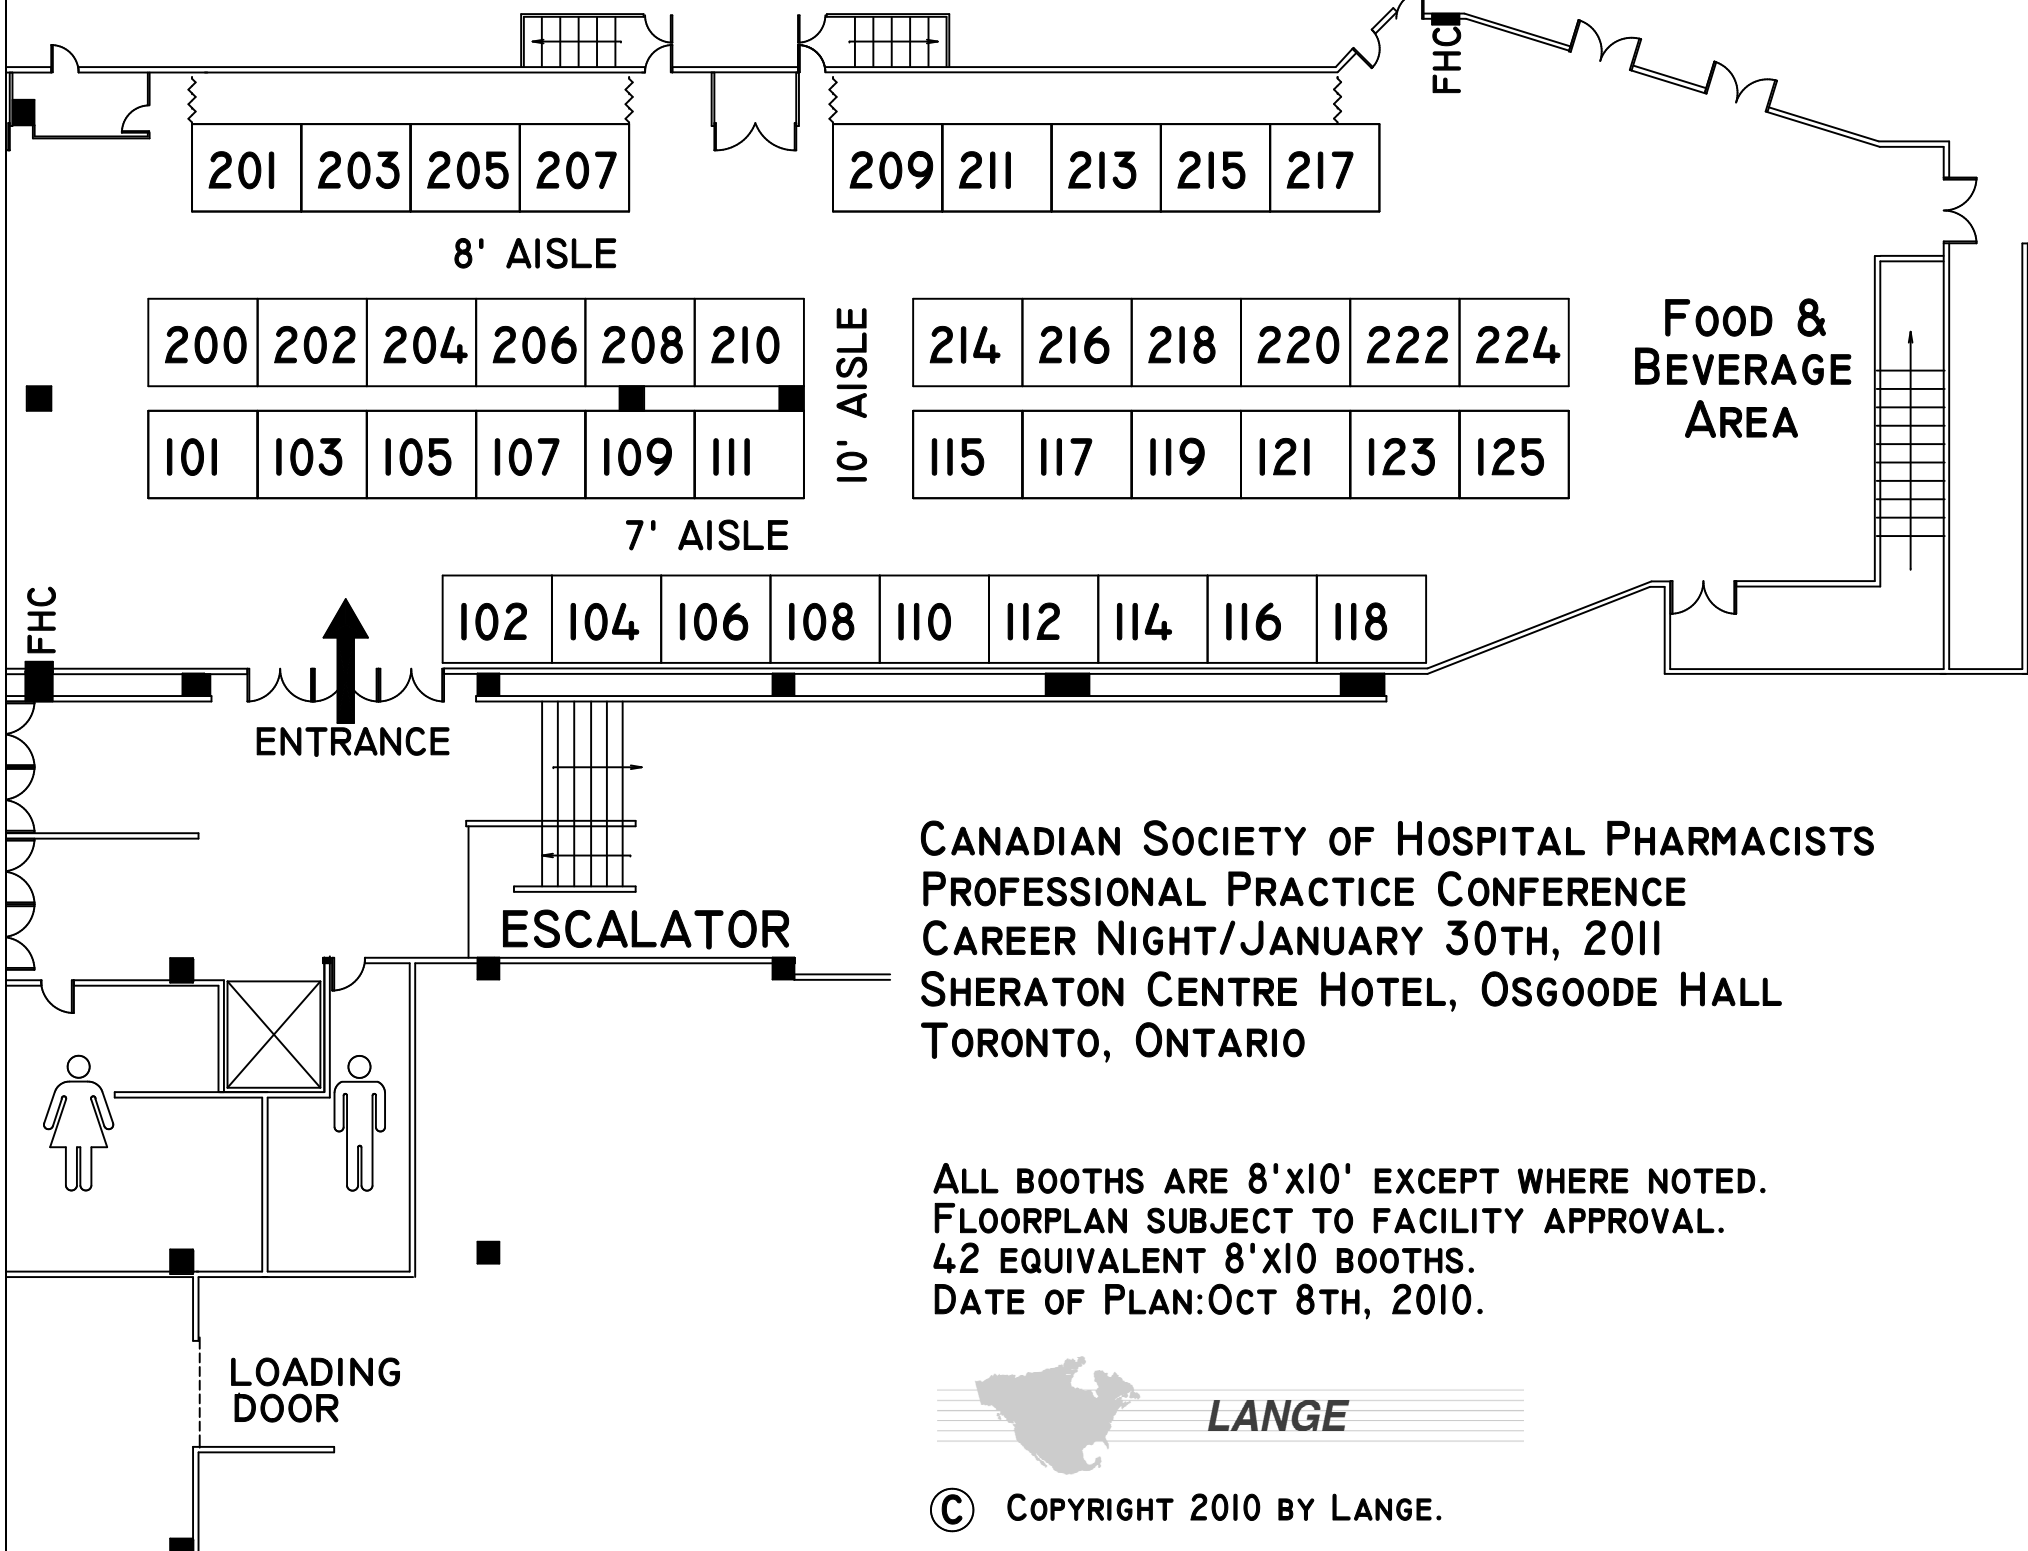 FHC
201 203 205 207 209 211 213 215 217
8' AISLE
200 202 204 206 208 210 214 216 218 220 222 224
10' AISLE
FOOD &
BEVERAGE
AREA
101 103 105 107 109 111 115 117 119 121 123 125
7' AISLE
FHC
102 104 106 108 110 112 114 116 118
ENTRANCE
ESCALATOR
CANADIAN SOCIETY OF HOSPITAL PHARMACISTS
PROFESSIONAL PRACTICE CONFERENCE
CAREER NIGHT/JANUARY 30TH, 2011
SHERATON CENTRE HOTEL, OSGOODE HALL
TORONTO, ONTARIO
ALL BOOTHS ARE 8'X10' EXCEPT WHERE NOTED.
FLOORPLAN SUBJECT TO FACILITY APPROVAL.
42 EQUIVALENT 8'X10 BOOTHS.
DATE OF PLAN:OCT 8TH, 2010.
LOADING
DOOR
LANGE
© COPYRIGHT 2010 BY LANGE.